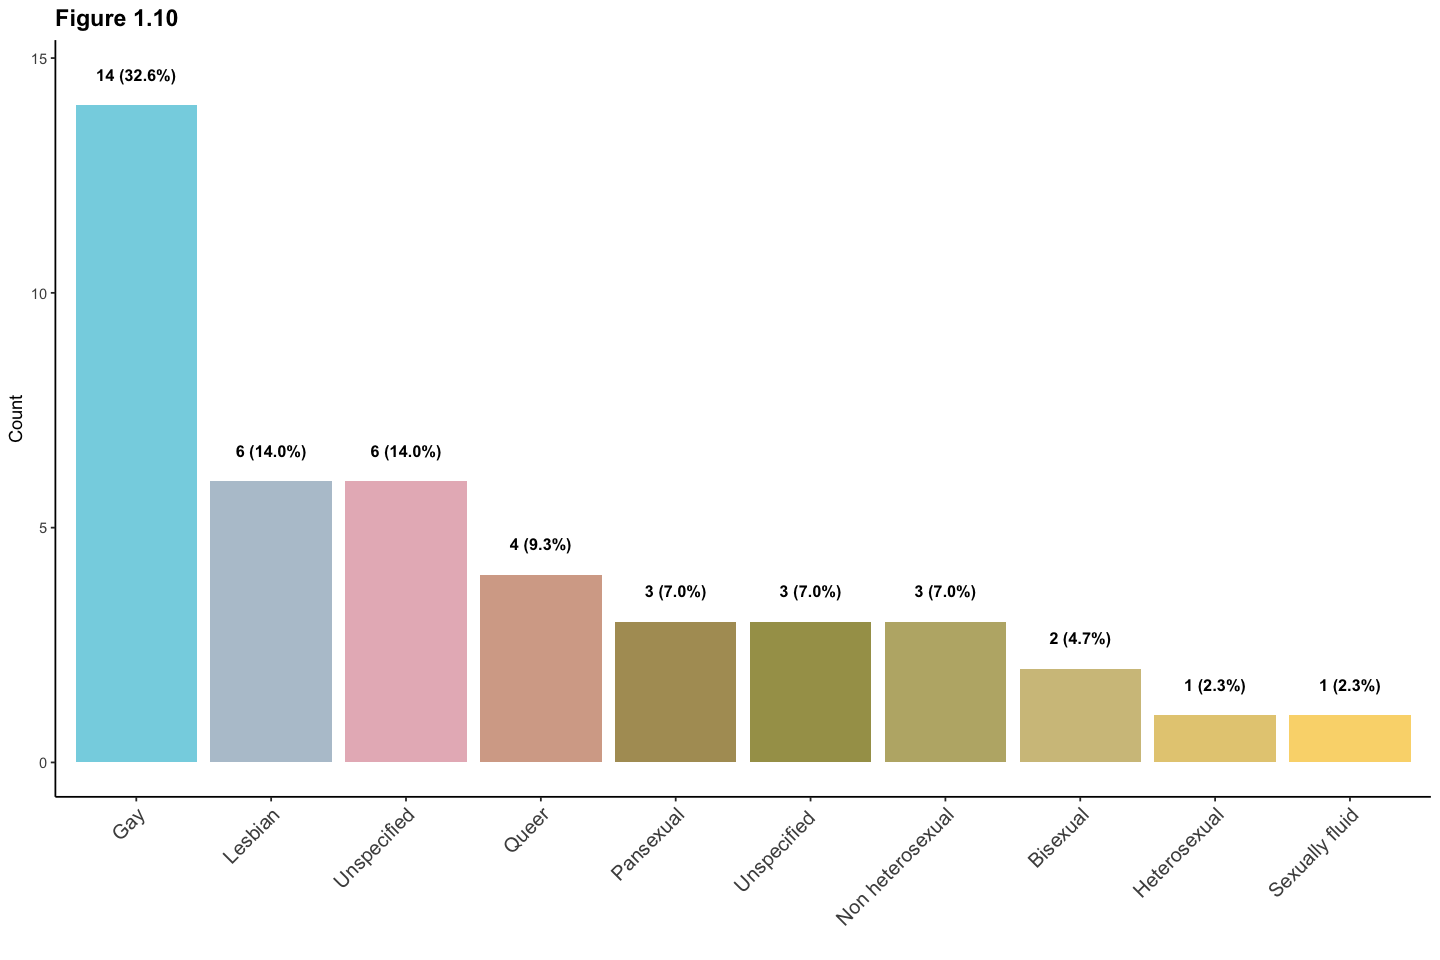 Figure 1.10
15
10
5
0
Count
14 (32.6%)
6 (14.0%)
6 (14.0%)
4 (9.3%)
3 (7.0%)
3 (7.0%)
3 (7.0%)
2 (4.7%)
1 (2.3%)
1 (2.3%)
Gay
Lesbian
Unspecified
Queer
Pansexual
Unspecified
Non heterosexual
Bisexual
Heterosexual
Sexually fluid